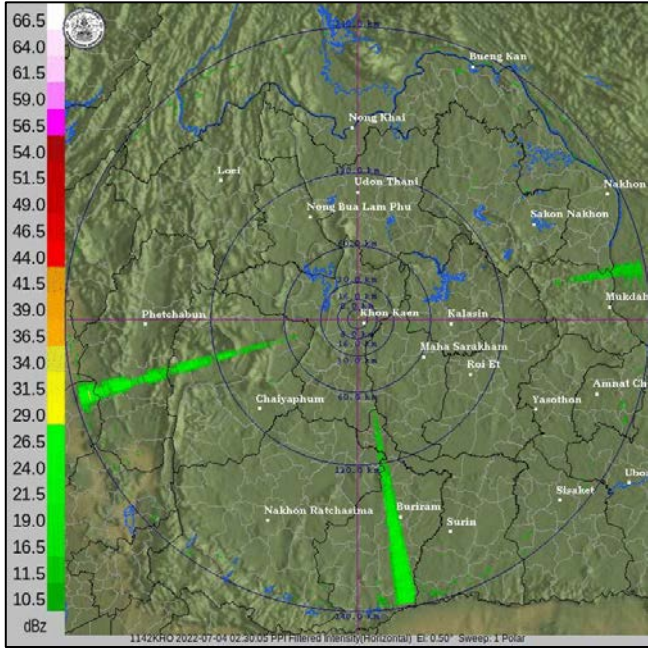 66.5
64.0
61.5
59.0
56.5
54.0
51.5
49.0
46.5
44.0
41.5
39.0
36.5
34.0
31.5
29.0
26.5
24.0
21.5
19.0
16.5
13.5
10.5
dBz
Bueng Kan
Nong Khai
Loei
Udon Thani
Nakhon
Nong Bua Lam Phu
Sakon Nakhon
Mukdah
Phetchabun
Khon Kaen
Kalasin
Maha Sarakham
Roi Et
Amnat Ch
Chaiyaphum
Yasothon
120.0 km
Ubo
Sisaket
Nakhon Ratchasima
Buriram
Surin
1142KHO 2022-07-04 02:30:05 PPI Filtered Intensity(Horizontal) El: 0.50° Sweep: 1 Polar